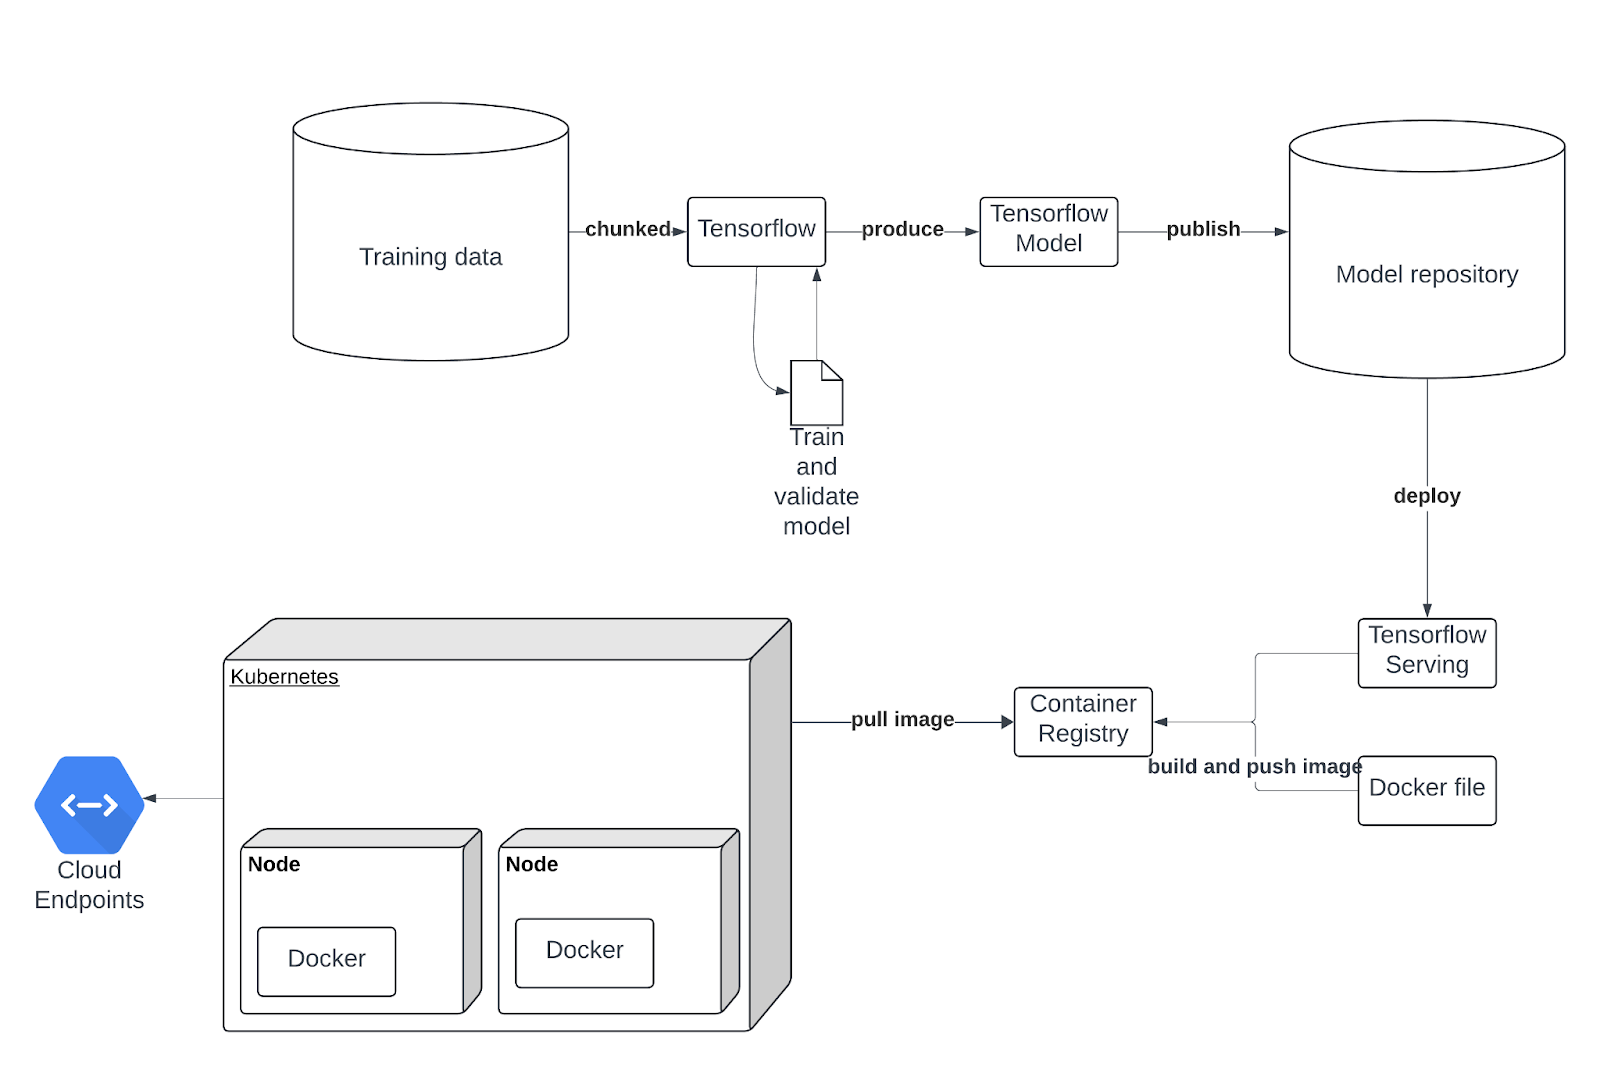 Training data
chunked
Tensorflow
produce
Tensorflow
Model
publish
Model repository
Train
and
validate
model
deploy
Tensorflow
Serving
Kubernetes
pull image
Container
Registry
build and push image
Docker file
Cloud
Endpoints
Node
Docker
Node
Docker